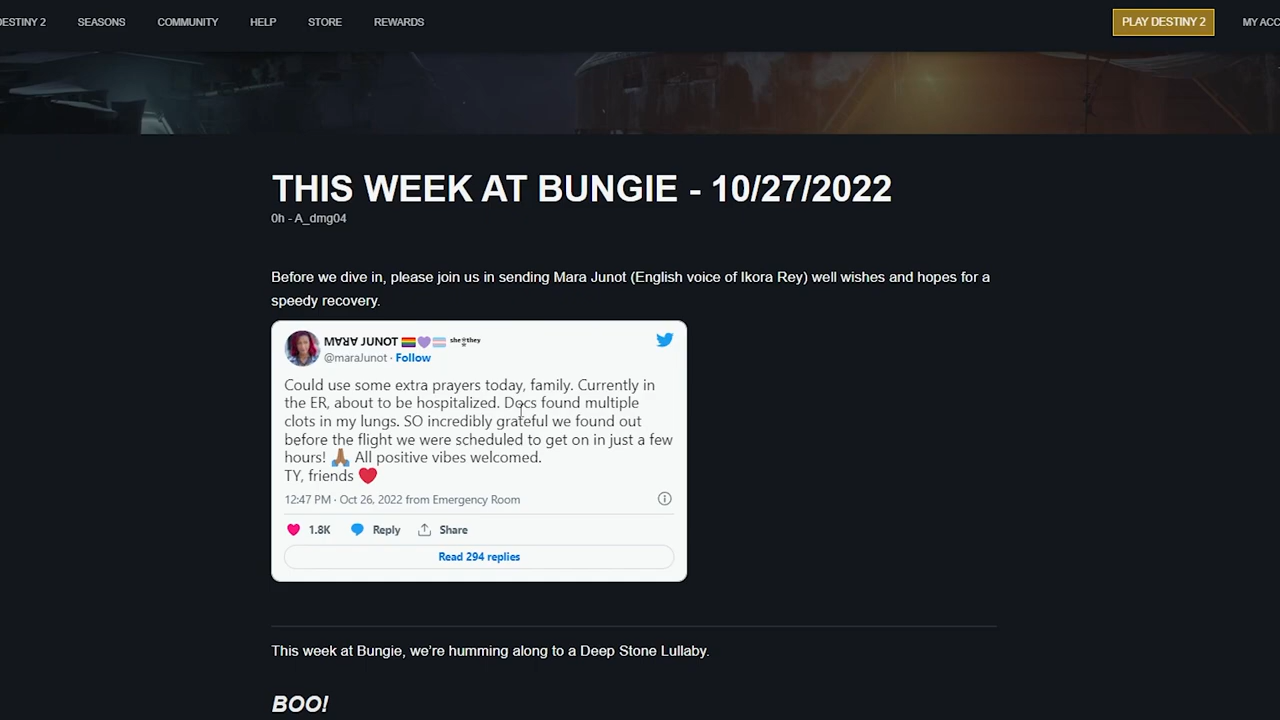 DESTINY 2 SEASONS COMMUNITY HELP STORE REWARDS PLAY DESTINY 2 MY ACC
THIS WEEK AT BUNGIE - 10/27/2022
0h - A_dmg04
Before we dive in, please join us in sending Mara Junot (English voice of Ikora Rey) well wishes and hopes for a
speedy recovery.
MⱯRⱯ JUNOT 🏳️‍🌈💜🏳️‍⚧️ she⚧they
@maraJunot · Follow
Could use some extra prayers today, family. Currently in
the ER, about to be hospitalized. Docs found multiple
clots in my lungs. SO incredibly grateful we found out
before the flight we were scheduled to get on in just a few
hours! 🙏🏽 All positive vibes welcomed.
TY, friends ❤️
12:47 PM · Oct 26, 2022 from Emergency Room
1.8K Reply Share
Read 294 replies
This week at Bungie, we're humming along to a Deep Stone Lullaby.
BOO!